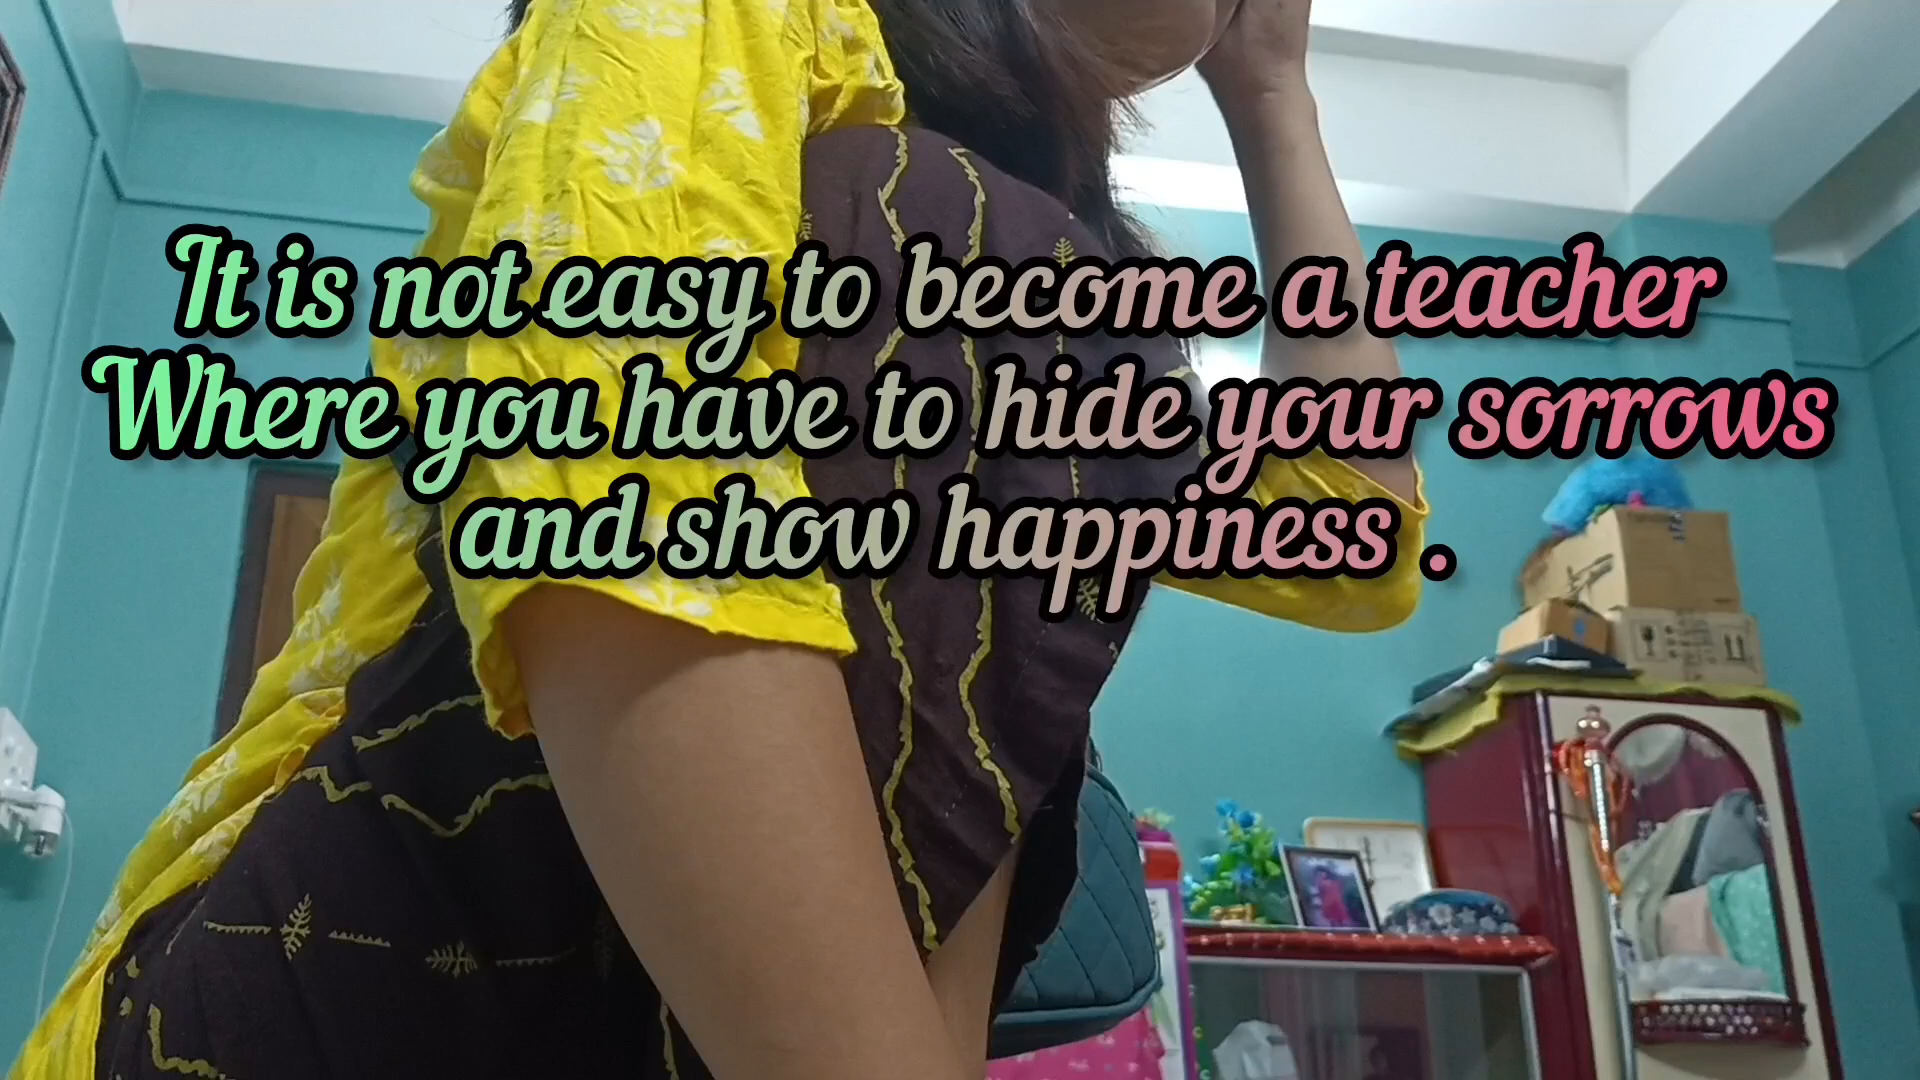 It is not easy to become a teacher
Where you have to hide your sorrows
and show happiness .